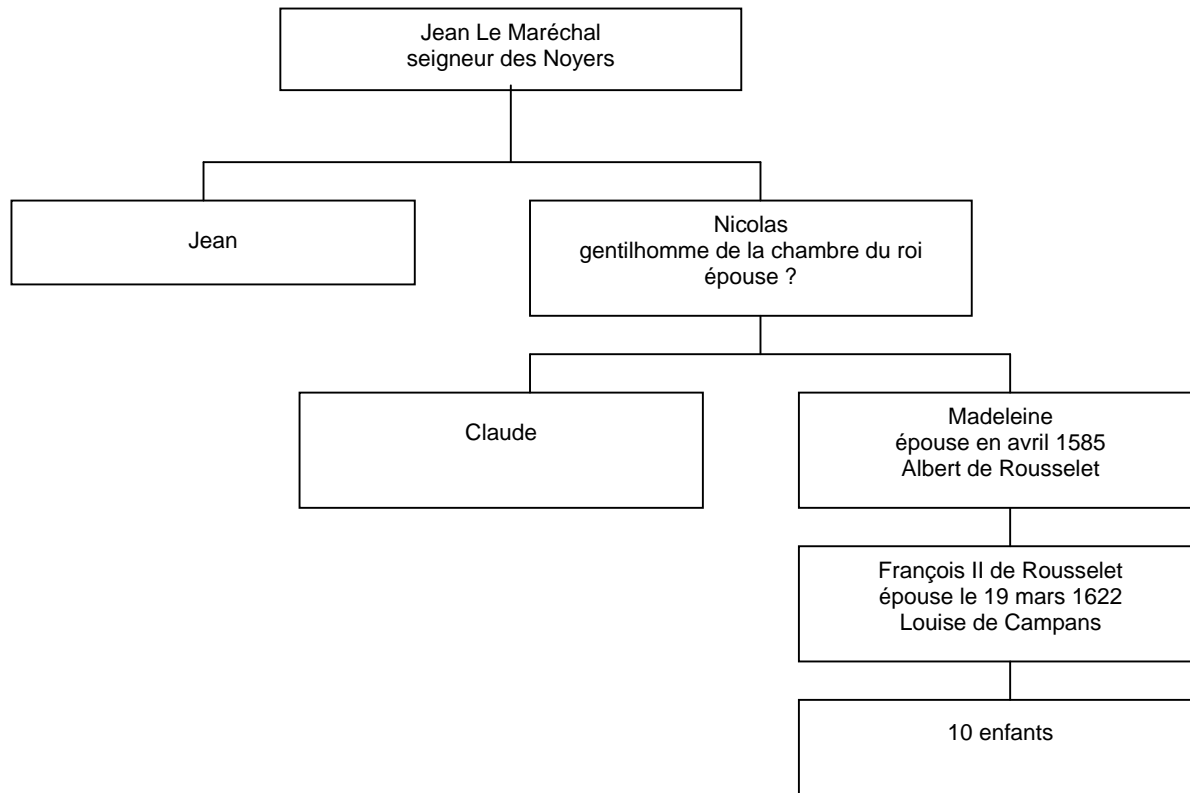 Jean Le Maréchal
seigneur des Noyers
Jean
Nicolas
gentilhomme de la chambre du roi
épouse ?
Claude
Madeleine
épouse en avril 1585
Albert de Rousselet
François II de Rousselet
épouse le 19 mars 1622
Louise de Campans
10 enfants